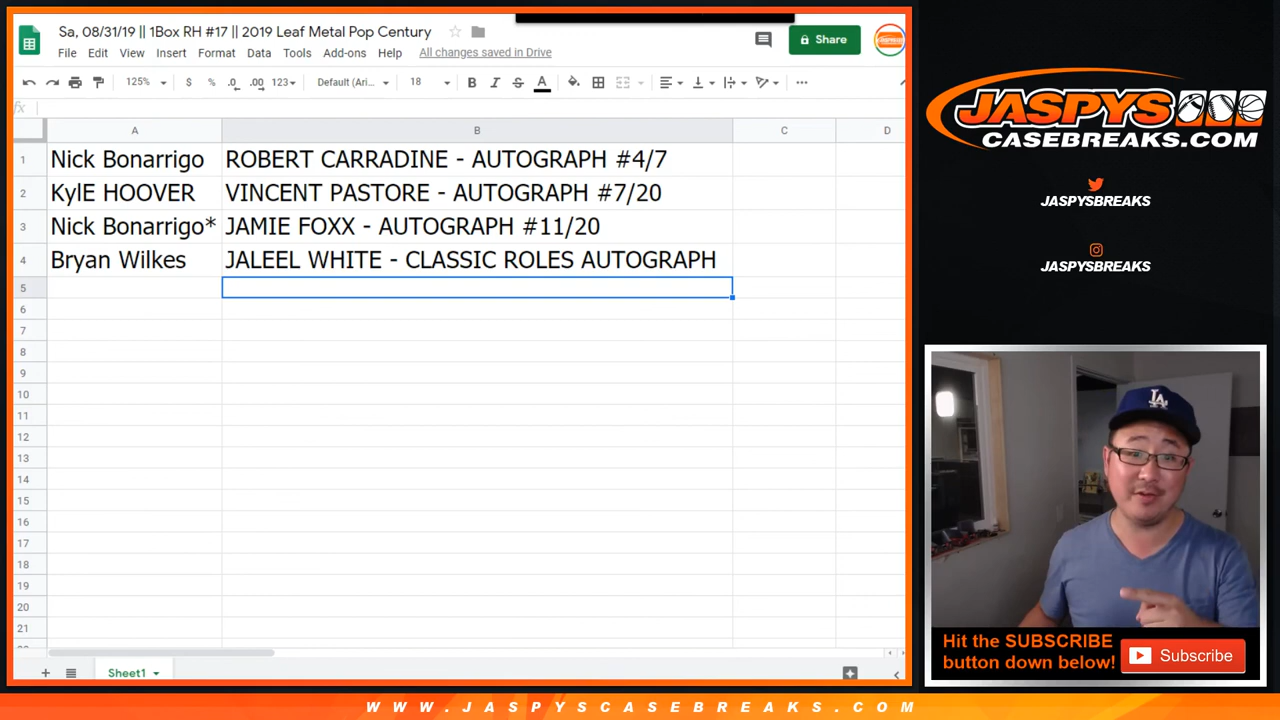 Sa, 08/31/19 || 1Box RH #17 || 2019 Leaf Metal Pop Century
File Edit View Insert Format Data Tools Add-ons Help All changes saved in Drive
Share
125% $ % .0 .00 123 Default (Ari... 18 B I S A
fx
A B C D
1 Nick Bonarrigo ROBERT CARRADINE - AUTOGRAPH #4/7
2 KylE HOOVER VINCENT PASTORE - AUTOGRAPH #7/20
3 Nick Bonarrigo* JAMIE FOXX - AUTOGRAPH #11/20
4 Bryan Wilkes JALEEL WHITE - CLASSIC ROLES AUTOGRAPH
5
6
7
8
9
10
11
12
13
14
15
16
17
18
19
20
21
Sheet1
JASPYS
CASEBREAKS.COM
JASPYSBREAKS
JASPYSBREAKS
LA
Hit the SUBSCRIBE
button down below!
Subscribe
WWW.JASPYSCASEBREAKS.COM